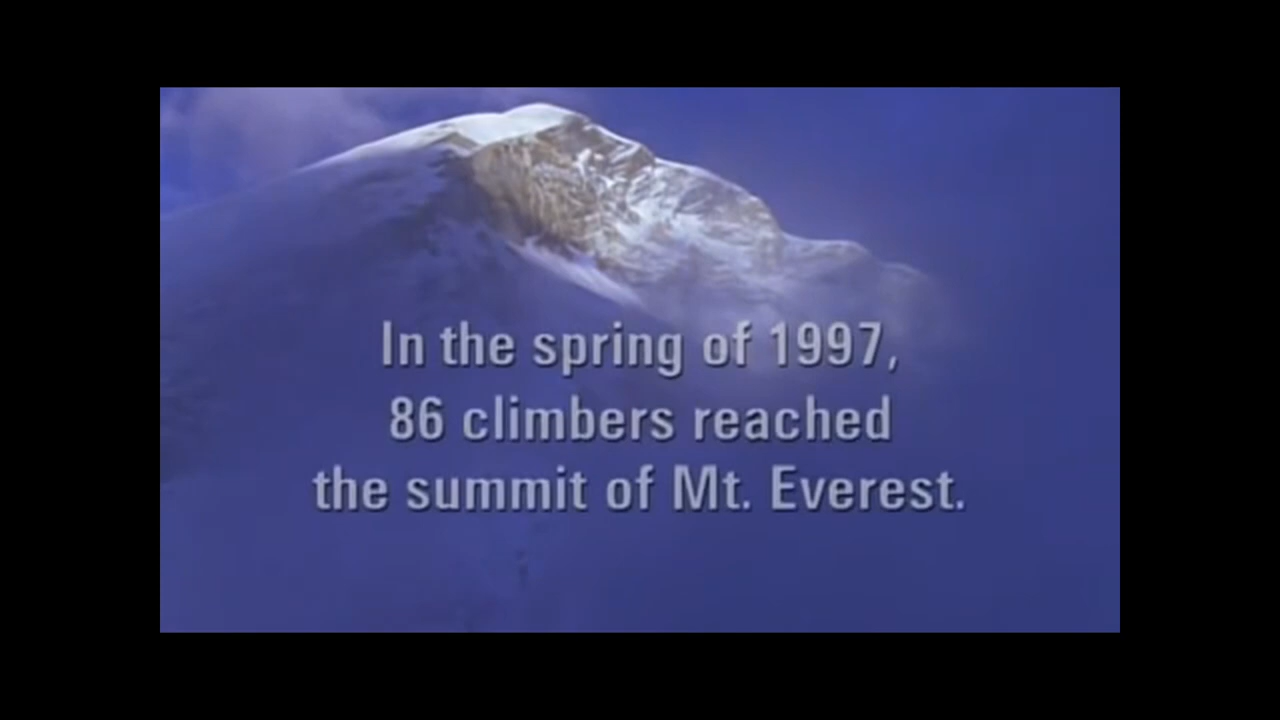 In the spring of 1997,
86 climbers reached
the summit of Mt. Everest.